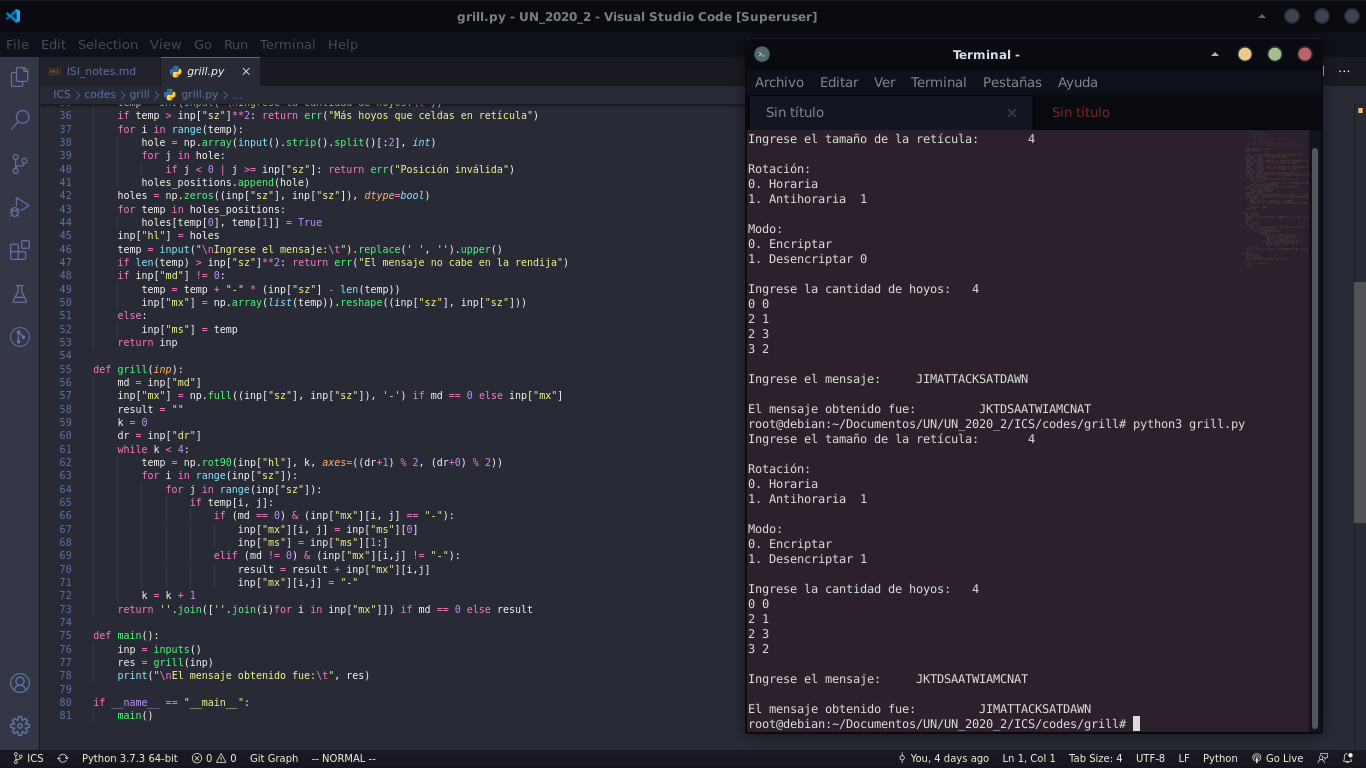 grill.py - UN_2020_2 - Visual Studio Code [Superuser]
File Edit Selection View Go Run Terminal Help
ISI_notes.md grill.py
ICS > codes > grill > grill.py > ...
36 if temp > inp["sz"]**2: return err("Más hoyos que celdas en retícula")
37 for i in range(temp):
38 hole = np.array(input().strip().split()[:2], int)
39 for j in hole:
40 if j < 0 | j >= inp["sz"]: return err("Posición inválida")
41 holes_positions.append(hole)
42 holes = np.zeros((inp["sz"], inp["sz"]), dtype=bool)
43 for temp in holes_positions:
44 holes[temp[0], temp[1]] = True
45 inp["hl"] = holes
46 temp = input("\nIngrese el mensaje:\t").replace(' ', '').upper()
47 if len(temp) > inp["sz"]**2: return err("El mensaje no cabe en la rendija")
48 if inp["md"] != 0:
49 temp = temp + "-" * (inp["sz"] - len(temp))
50 inp["mx"] = np.array(list(temp)).reshape((inp["sz"], inp["sz"]))
51 else:
52 inp["ms"] = temp
53 return inp
54
55 def grill(inp):
56 md = inp["md"]
57 inp["mx"] = np.full((inp["sz"], inp["sz"]), '-') if md == 0 else inp["mx"]
58 result = ""
59 k = 0
60 dr = inp["dr"]
61 while k < 4:
62 temp = np.rot90(inp["hl"], k, axes=((dr+1) % 2, (dr+0) % 2))
63 for i in range(inp["sz"]):
64 for j in range(inp["sz"]):
65 if temp[i, j]:
66 if (md == 0) & (inp["mx"][i, j] == "-"):
67 inp["mx"][i, j] = inp["ms"][0]
68 inp["ms"] = inp["ms"][1:]
69 elif (md != 0) & (inp["mx"][i,j] != "-"):
70 result = result + inp["mx"][i,j]
71 inp["mx"][i,j] = "-"
72 k = k + 1
73 return ''.join([''.join(i)for i in inp["mx"]]) if md == 0 else result
74
75 def main():
76 inp = inputs()
77 res = grill(inp)
78 print("\nEl mensaje obtenido fue:\t", res)
79
80 if __name__ == "__main__":
81 main()
Terminal -
Archivo Editar Ver Terminal Pestañas Ayuda
Sin título Sin título
Ingrese el tamaño de la retícula: 4
Rotación:
0. Horaria
1. Antihoraria 1
Modo:
0. Encriptar
1. Desencriptar 0
Ingrese la cantidad de hoyos: 4
0 0
2 1
2 3
3 2
Ingrese el mensaje: JIMATTACKSATDAWN
El mensaje obtenido fue: JKTDSAATWIAMCNAT
root@debian:~/Documentos/UN/UN_2020_2/ICS/codes/grill# python3 grill.py
Ingrese el tamaño de la retícula: 4
Rotación:
0. Horaria
1. Antihoraria 1
Modo:
0. Encriptar
1. Desencriptar 1
Ingrese la cantidad de hoyos: 4
0 0
2 1
2 3
3 2
Ingrese el mensaje: JKTDSAATWIAMCNAT
El mensaje obtenido fue: JIMATTACKSATDAWN
root@debian:~/Documentos/UN/UN_2020_2/ICS/codes/grill#
ICS Python 3.7.3 64-bit 0 0 Git Graph -- NORMAL -- You, 4 days ago Ln 1, Col 1 Tab Size: 4 UTF-8 LF Python Go Live